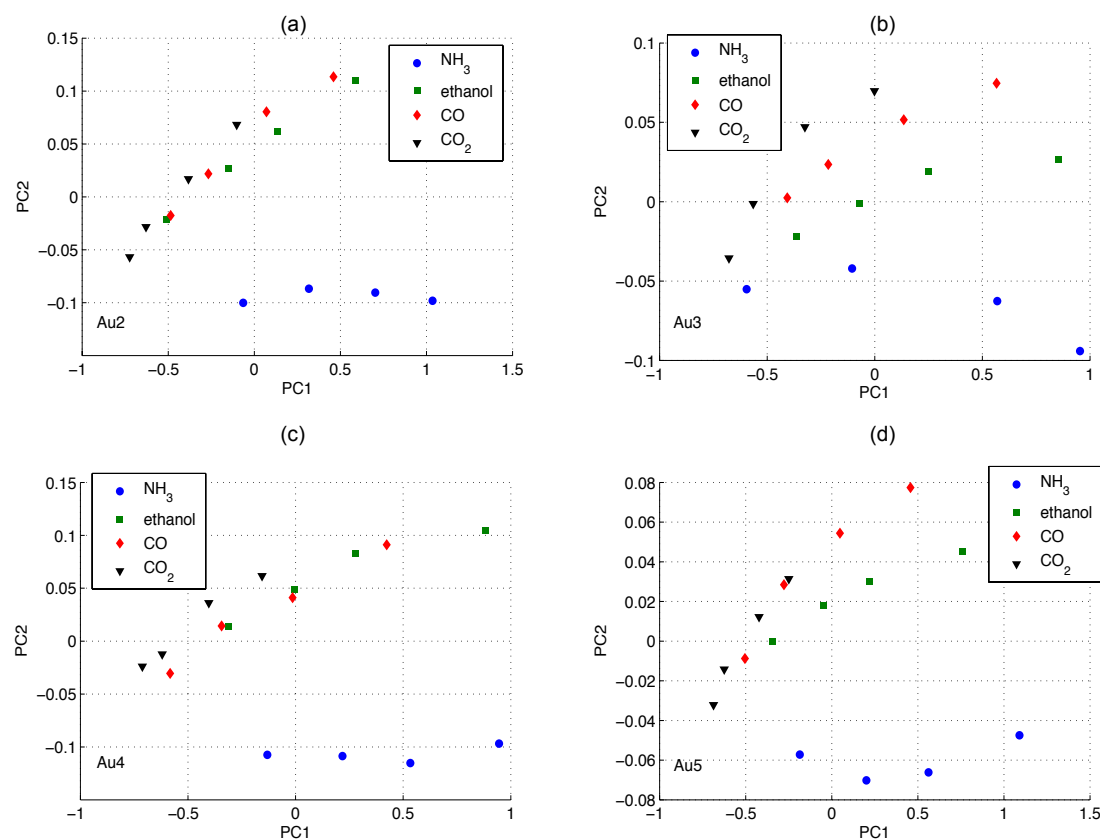 (a)
0.15
0.1
0.05
0
−0.05
−0.1
PC2
−1
−0.5
0
0.5
1
1.5
PC1
Au2
NH3
ethanol
CO
CO2
(b)
0.1
0.05
0
−0.05
−0.1
PC2
−1
−0.5
0
0.5
1
PC1
Au3
NH3
ethanol
CO
CO2
(c)
0.15
0.1
0.05
0
−0.05
−0.1
PC2
−1
−0.5
0
0.5
1
PC1
Au4
NH3
ethanol
CO
CO2
(d)
0.08
0.06
0.04
0.02
0
−0.02
−0.04
−0.06
−0.08
PC2
−1
−0.5
0
0.5
1
1.5
PC1
Au5
NH3
ethanol
CO
CO2